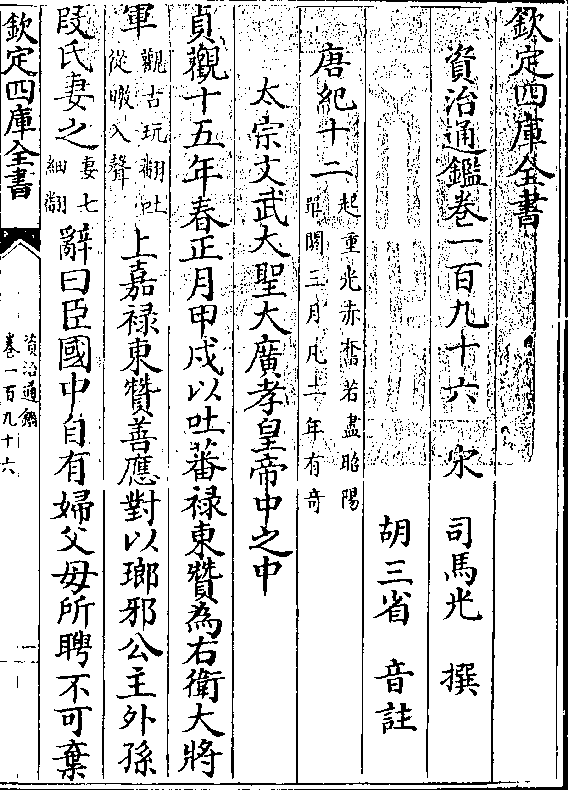 欽定四庫全書
資治通鑑卷一百九十六　宋　司馬光　撰
胡三省　音註
唐紀十二起重光赤奮若盡昭陽單閼三月凡二年有奇
太宗文武大聖大廣孝皇帝中之中
貞觀十五年春正月甲戌以吐蕃禄東贊為右衛大將
軍觀古玩翻吐從暾入聲上嘉禄東贊善應對以瑯邪公主外孫
段氏妻之妻七細翻辭曰臣國中自有婦父母所聘不可棄
欽定四庫全書
資治通鑑
卷一百九十六
一